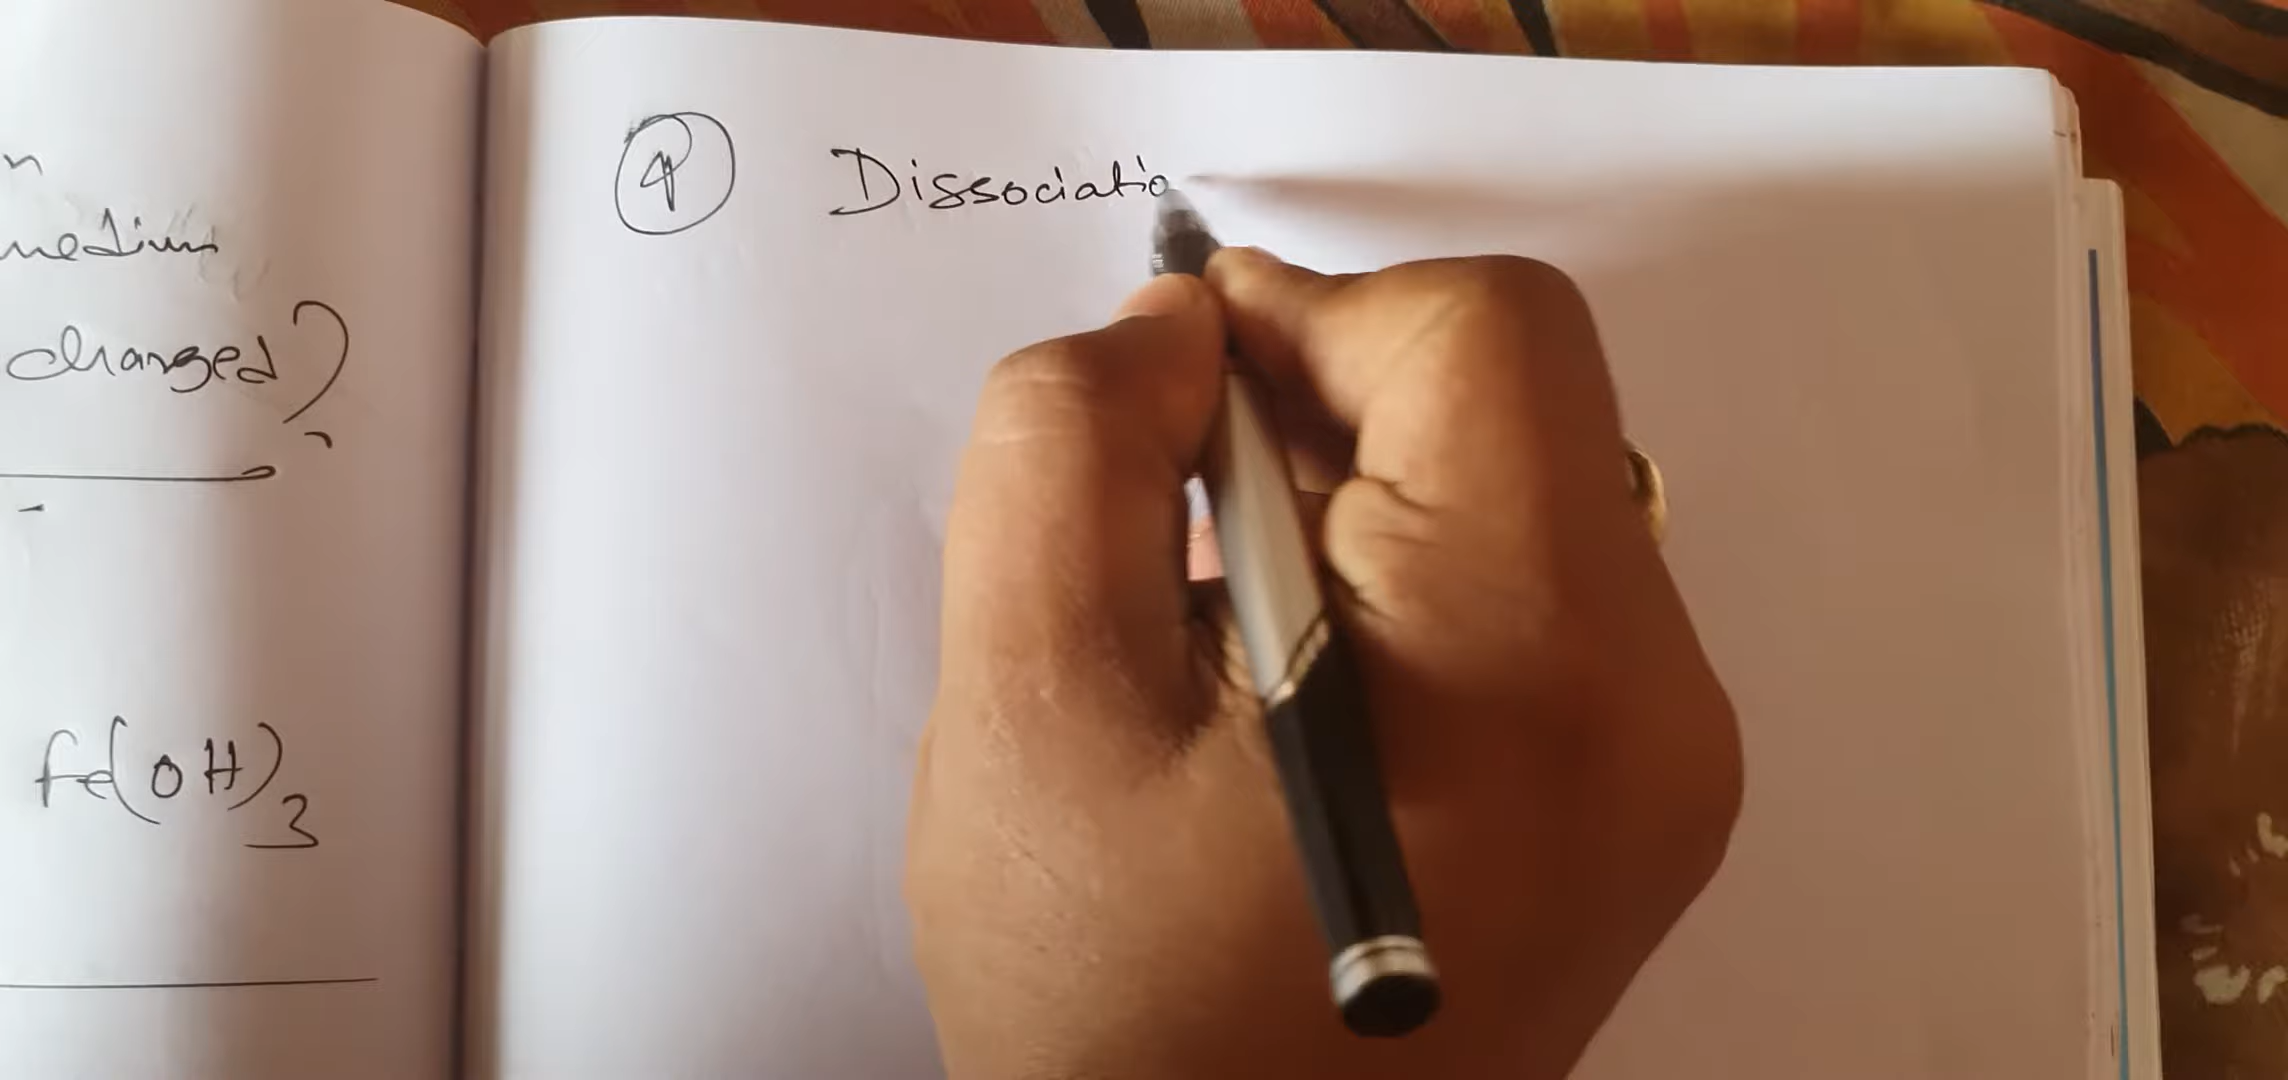 n
medium
changed)
Fe(OH)3
4 Dissociatio